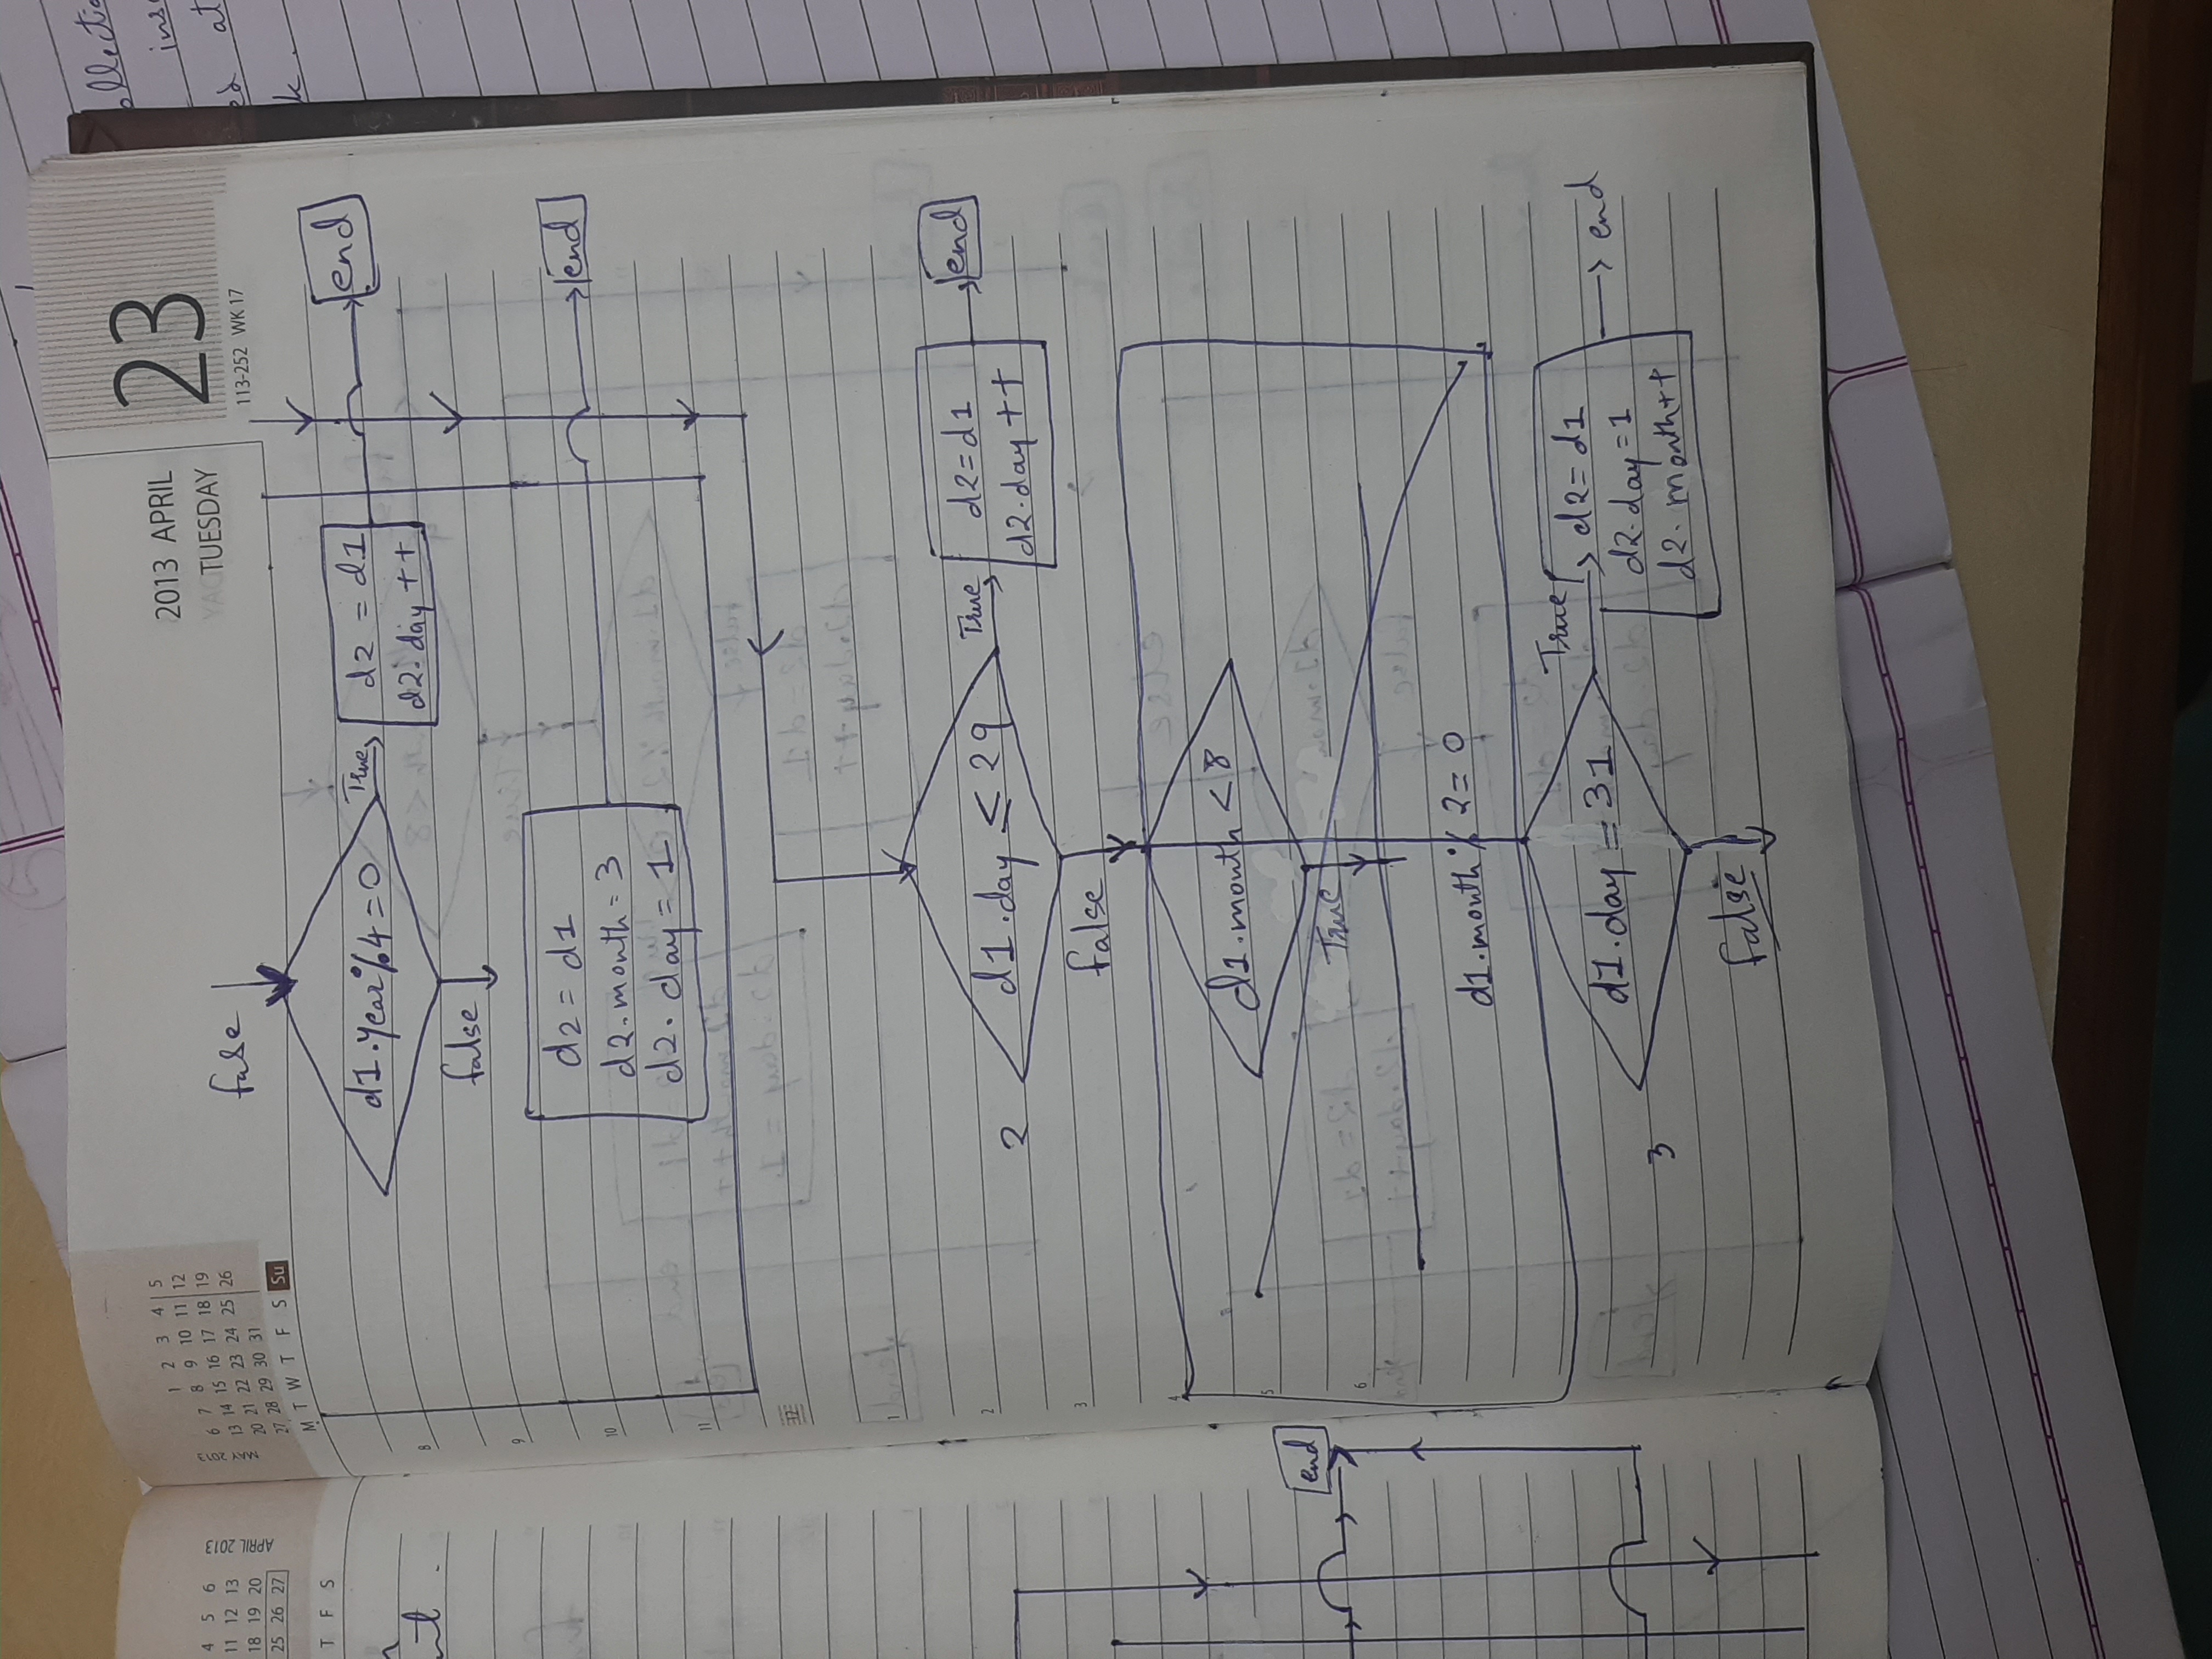 4 5 6
11 12 13
18 19 20
25 26 27
T F S
APRIL 2013
MAY 2013
1 2 3 4 5
6 7 8 9 10 11 12
13 14 15 16 17 18 19
20 21 22 23 24 25 26
27 28 29 30 31
M T W T F S Su
2013 APRIL
TUESDAY
23
113-252 WK 17
false
d1.year%4=0
True
d2 = d1
d2.day++
end
8
false
9
d2 = d1
d2.month=3
d2.day=1
end
10
11
12
1
2
2
d1.day ≤ 29
True
d2=d1
d2.day++
end
3
false
4
d1.month < 8
5
end
True
6
d1.month % 2=0
3
d1.day = 31
True
d2= d1
d2.day=1
d2.month++
end
false